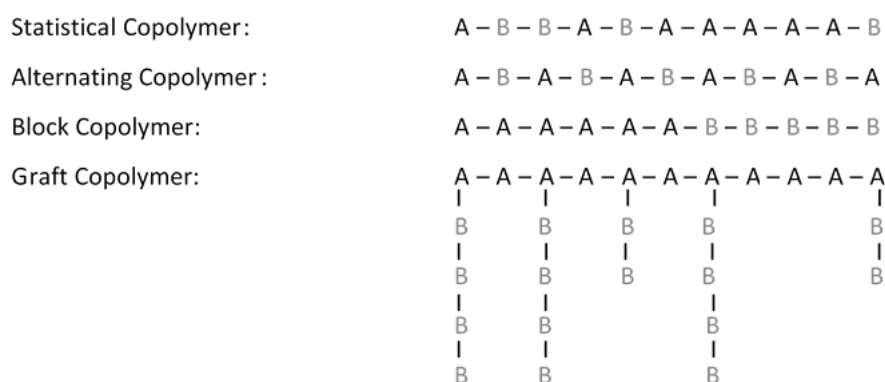 Statistical Copolymer: A – B – B – A – B – A – A – A – A – A – B
Alternating Copolymer : A – B – A – B – A – B – A – B – A – B – A
Block Copolymer: A – A – A – A – A – A – B – B – B – B – B
Graft Copolymer: A – A – A – A – A – A – A – A – A – A – A
B B B B B
B B B B B
B B B
B B B